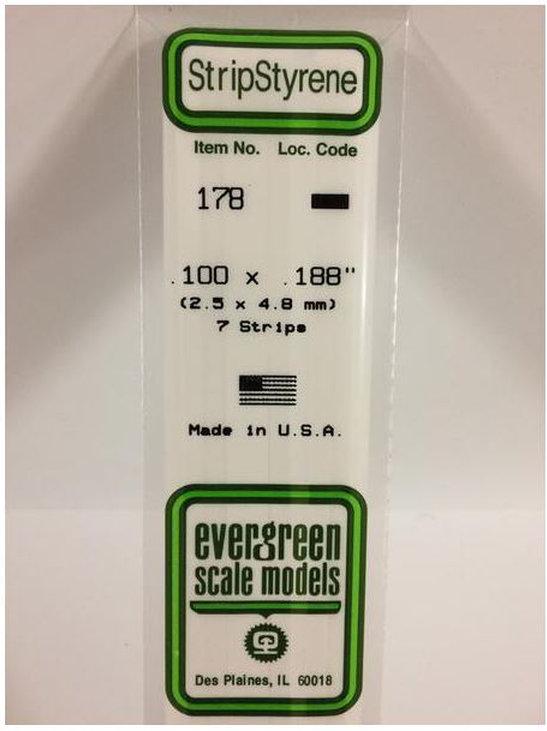 StripStyrene
Item No. Loc. Code
178
.100 x .188"
(2.5 x 4.8 mm)
7 Strips
Made in U.S.A.
evergreen
scale models
Des Plaines, IL 60018